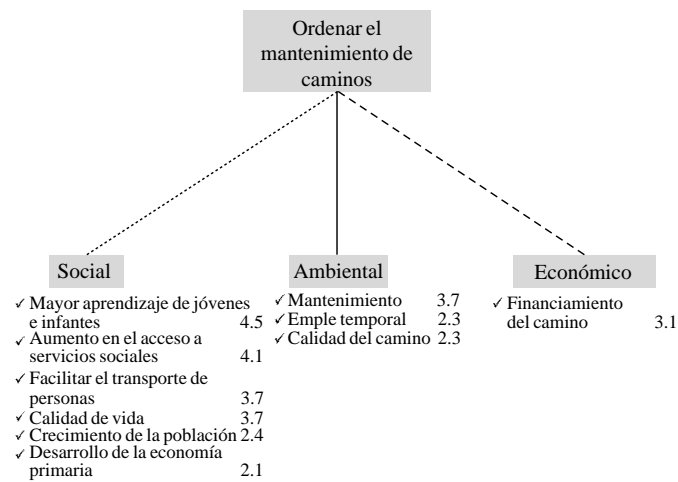 Ordenar el
mantenimiento de
caminos
Social
✓ Mayor aprendizaje de jóvenes
e infantes 4.5
✓ Aumento en el acceso a
servicios sociales 4.1
✓ Facilitar el transporte de
personas 3.7
✓ Calidad de vida 3.7
✓ Crecimiento de la población 2.4
✓ Desarrollo de la economía
primaria 2.1
Ambiental
✓ Mantenimiento 3.7
✓ Emple temporal 2.3
✓ Calidad del camino 2.3
Económico
✓ Financiamiento
del camino 3.1